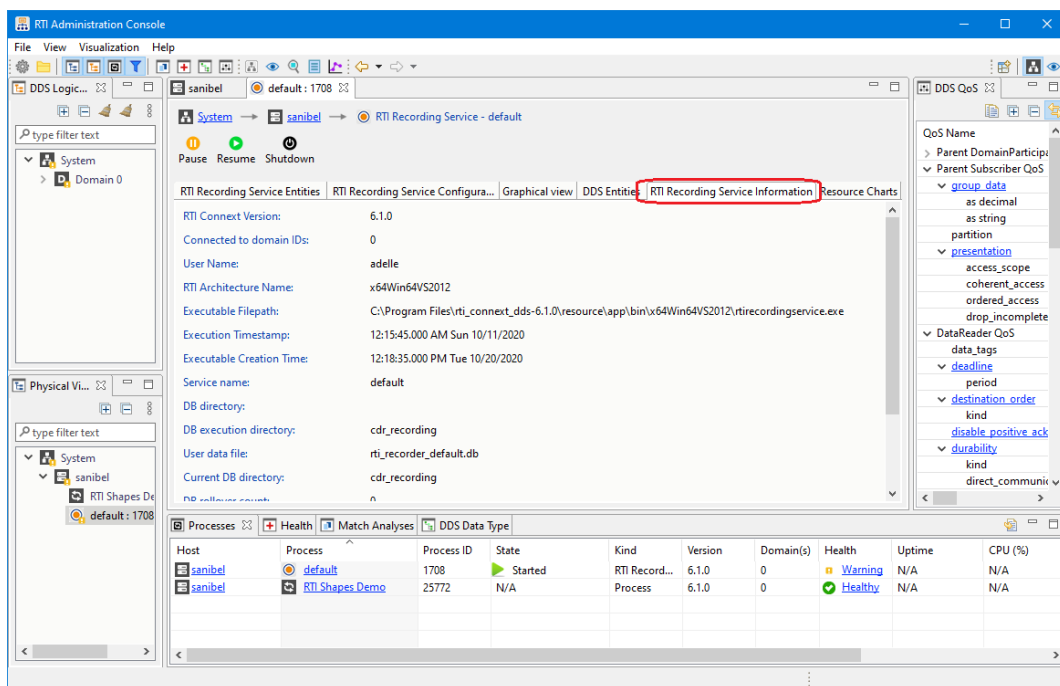 RTI Administration Console
File View Visualization Help
DDS Logic...
type filter text
System
Domain 0
Physical Vi...
type filter text
System
sanibel
RTI Shapes De
default : 1708
sanibel
default : 1708
System sanibel RTI Recording Service - default
Pause Resume Shutdown
RTI Recording Service Entities RTI Recording Service Configura... Graphical view DDS Entities RTI Recording Service Information Resource Charts
RTI Connext Version: 6.1.0
Connected to domain IDs: 0
User Name: adelle
RTI Architecture Name: x64Win64VS2012
Executable Filepath: C:\Program Files\rti_connext_dds-6.1.0\resource\app\bin\x64Win64VS2012\rtirecordingservice.exe
Execution Timestamp: 12:15:45.000 AM Sun 10/11/2020
Executable Creation Time: 12:18:35.000 PM Tue 10/20/2020
Service name: default
DB directory:
DB execution directory: cdr_recording
User data file: rti_recorder_default.db
Current DB directory: cdr_recording
DB rollover count: 0
DDS QoS
QoS Name
Parent DomainParticipa
Parent Subscriber QoS
group_data
as decimal
as string
partition
presentation
access_scope
coherent_access
ordered_access
drop_incomplete
DataReader QoS
data_tags
deadline
period
destination_order
kind
disable_positive_ack
durability
kind
direct_communic
Processes Health Match Analyses DDS Data Type
Host Process Process ID State Kind Version Domain(s) Health Uptime CPU (%)
sanibel default 1708 Started RTI Record... 6.1.0 0 Warning N/A N/A
sanibel RTI Shapes Demo 25772 N/A Process 6.1.0 0 Healthy N/A N/A